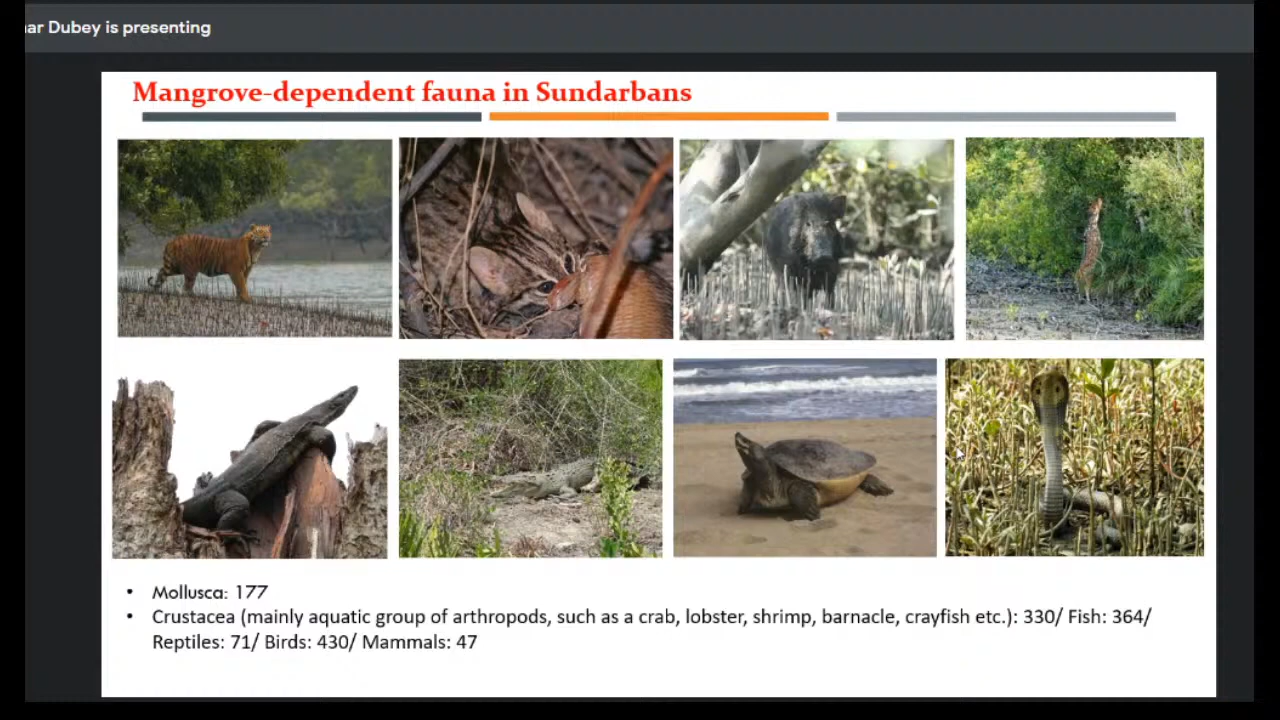 ar Dubey is presenting
Mangrove-dependent fauna in Sundarbans
• Mollusca: 177
• Crustacea (mainly aquatic group of arthropods, such as a crab, lobster, shrimp, barnacle, crayfish etc.): 330/ Fish: 364/
Reptiles: 71/ Birds: 430/ Mammals: 47